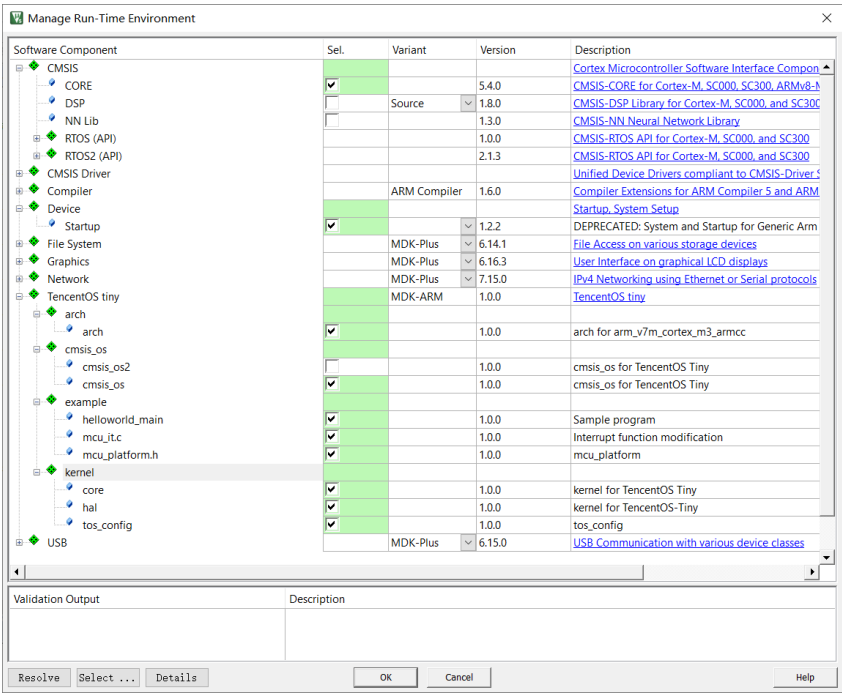 Manage Run-Time Environment
Software Component Sel. Variant Version Description
CMSIS Cortex Microcontroller Software Interface Compon
CORE 5.4.0 CMSIS-CORE for Cortex-M, SC000, SC300, ARMv8-M
DSP Source 1.8.0 CMSIS-DSP Library for Cortex-M, SC000, and SC300
NN Lib 1.3.0 CMSIS-NN Neural Network Library
RTOS (API) 1.0.0 CMSIS-RTOS API for Cortex-M, SC000, and SC300
RTOS2 (API) 2.1.3 CMSIS-RTOS API for Cortex-M, SC000, and SC300
CMSIS Driver Unified Device Drivers compliant to CMSIS-Driver S
Compiler ARM Compiler 1.6.0 Compiler Extensions for ARM Compiler 5 and ARM
Device Startup, System Setup
Startup 1.2.2 DEPRECATED: System and Startup for Generic Arm
File System MDK-Plus 6.14.1 File Access on various storage devices
Graphics MDK-Plus 6.16.3 User Interface on graphical LCD displays
Network MDK-Plus 7.15.0 IPv4 Networking using Ethernet or Serial protocols
TencentOS tiny MDK-ARM 1.0.0 TencentOS tiny
arch
arch 1.0.0 arch for arm_v7m_cortex_m3_armcc
cmsis_os
cmsis_os2 1.0.0 cmsis_os for TencentOS Tiny
cmsis_os 1.0.0 cmsis_os for TencentOS Tiny
example
helloworld_main 1.0.0 Sample program
mcu_it.c 1.0.0 Interrupt function modification
mcu_platform.h 1.0.0 mcu_platform
kernel
core 1.0.0 kernel for TencentOS Tiny
hal 1.0.0 kernel for TencentOS-Tiny
tos_config 1.0.0 tos_config
USB MDK-Plus 6.15.0 USB Communication with various device classes
Validation Output Description
Resolve Select ... Details OK Cancel Help